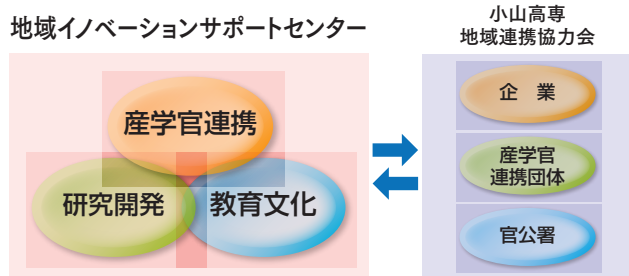 地域イノベーションサポートセンター
産学官連携
研究開発
教育文化
小山高専
地域連携協力会
企　業
産学官
連携団体
官公署